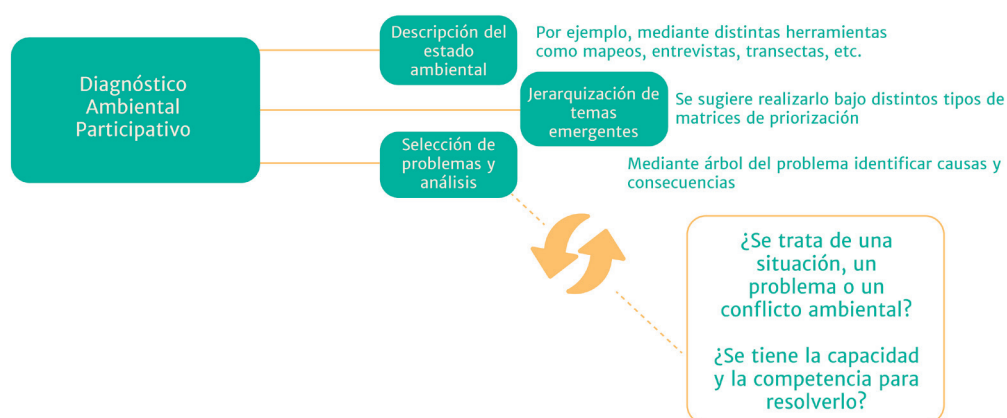 Diagnóstico
Ambiental
Participativo
Descripción del
estado
ambiental
Por ejemplo, mediante distintas herramientas
como mapeos, entrevistas, transectas, etc.
Jerarquización de
temas
emergentes
Se sugiere realizarlo bajo distintos tipos de
matrices de priorización
Selección de
problemas y
análisis
Mediante árbol del problema identificar causas y
consecuencias
¿Se trata de una
situación, un
problema o un
conflicto ambiental?
¿Se tiene la capacidad
y la competencia para
resolverlo?